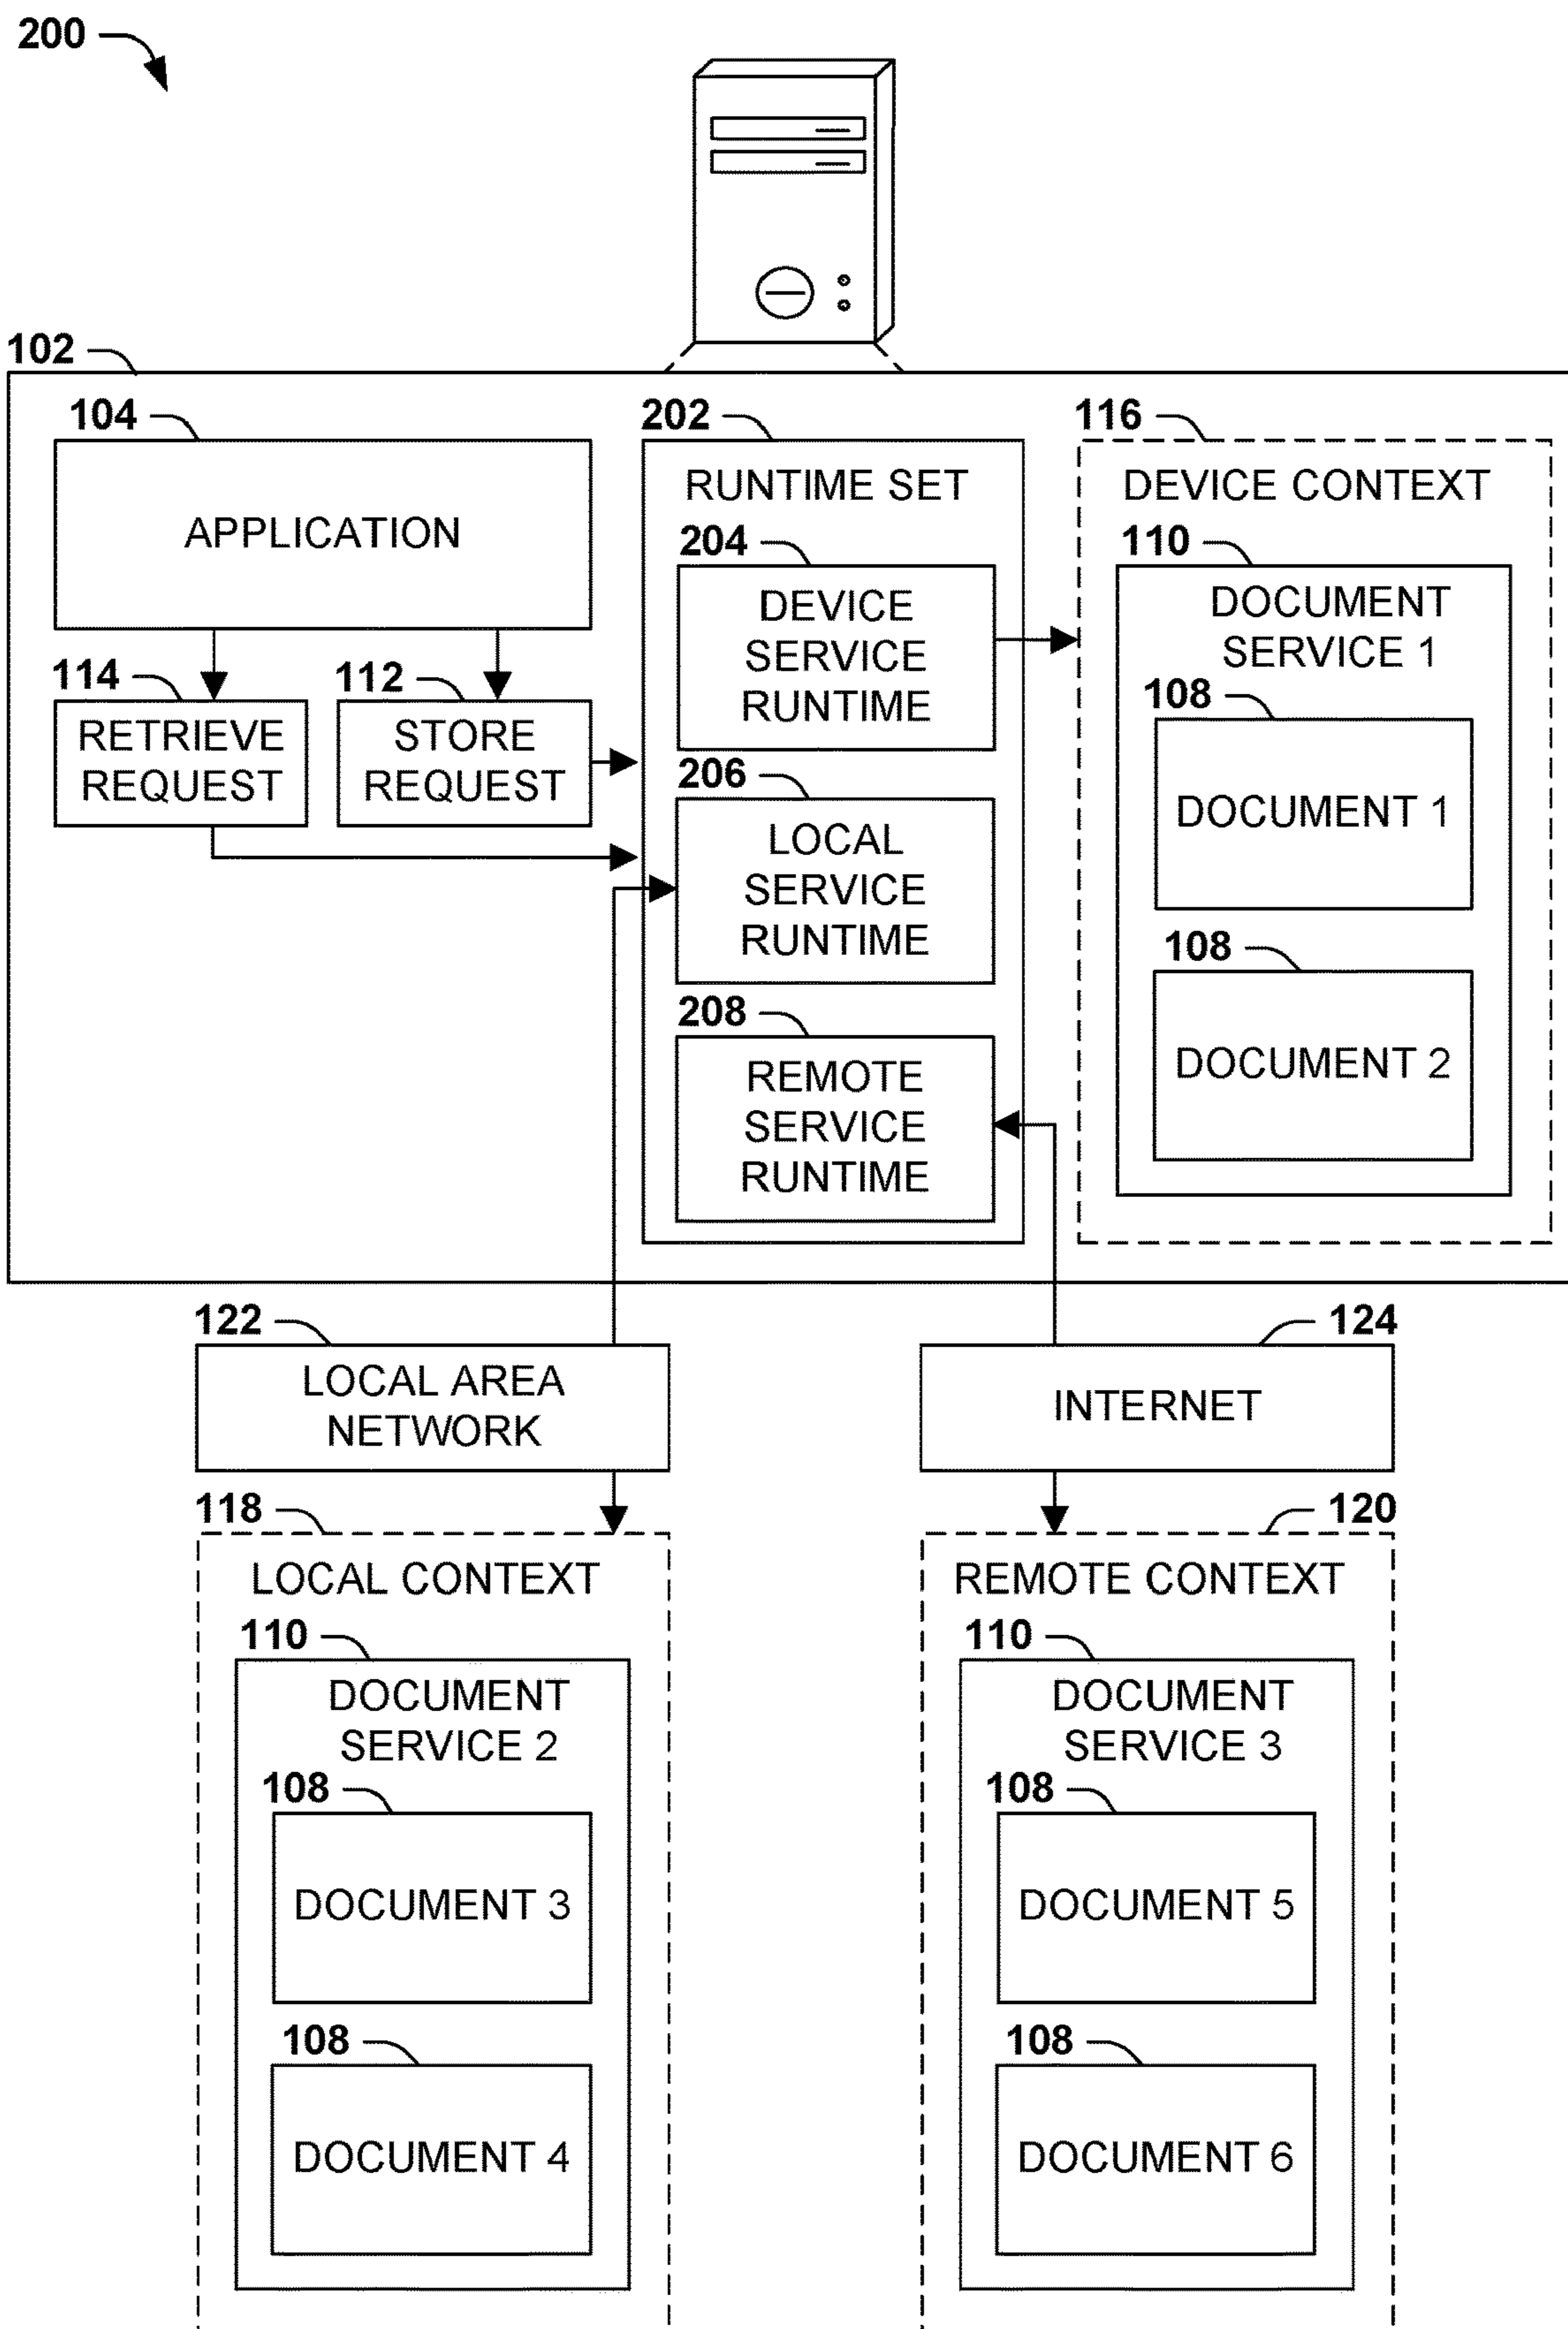 200
102
104
APPLICATION
114
RETRIEVE
REQUEST
112
STORE
REQUEST
202
RUNTIME SET
204
DEVICE
SERVICE
RUNTIME
206
LOCAL
SERVICE
RUNTIME
208
REMOTE
SERVICE
RUNTIME
116
DEVICE CONTEXT
110
DOCUMENT
SERVICE 1
108
DOCUMENT 1
108
DOCUMENT 2
122
LOCAL AREA
NETWORK
124
INTERNET
118
LOCAL CONTEXT
110
DOCUMENT
SERVICE 2
108
DOCUMENT 3
108
DOCUMENT 4
120
REMOTE CONTEXT
110
DOCUMENT
SERVICE 3
108
DOCUMENT 5
108
DOCUMENT 6